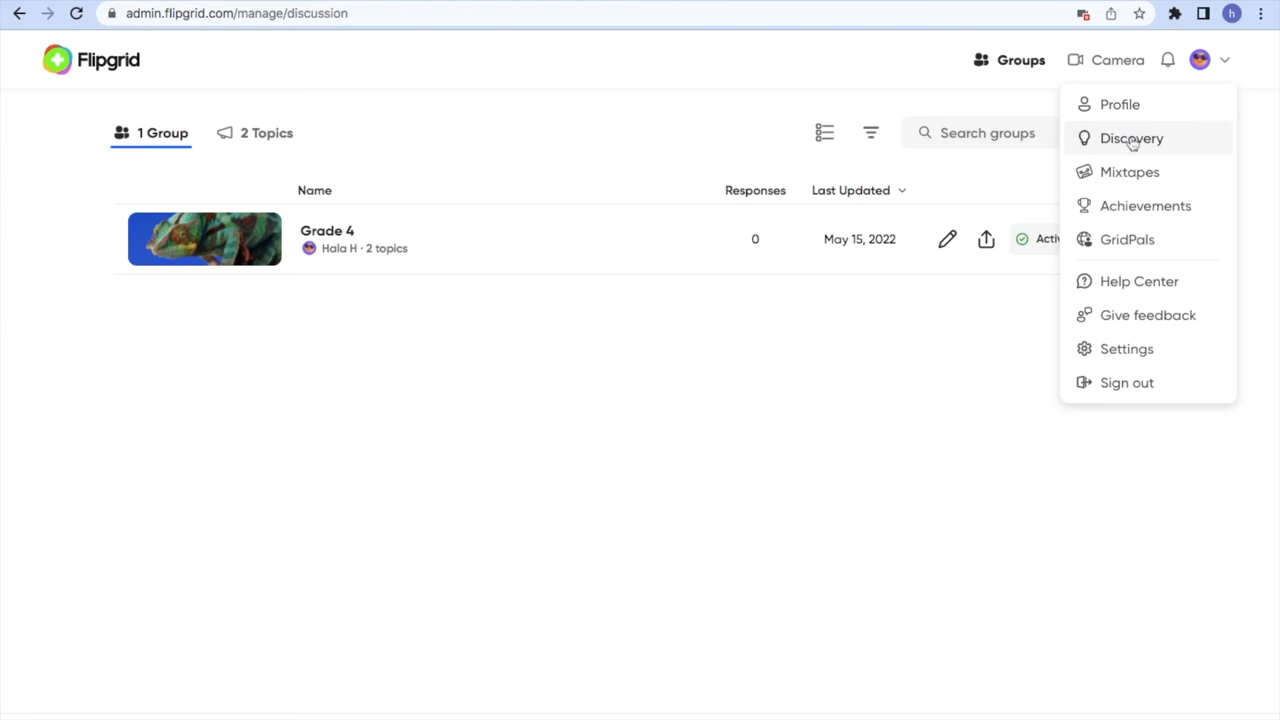 admin.flipgrid.com/manage/discussion
h
Flipgrid
Groups
Camera
1 Group
2 Topics
Search groups
Name
Responses
Last Updated
Grade 4
Hala H · 2 topics
0
May 15, 2022
Activ
Profile
Discovery
Mixtapes
Achievements
GridPals
Help Center
Give feedback
Settings
Sign out